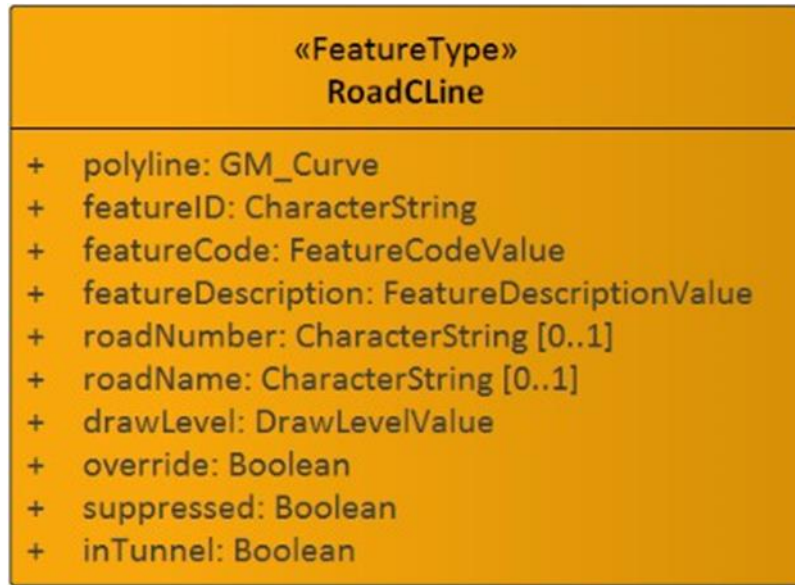 «FeatureType»
RoadCLine
+ polyline: GM_Curve
+ featureID: CharacterString
+ featureCode: FeatureCodeValue
+ featureDescription: FeatureDescriptionValue
+ roadNumber: CharacterString [0..1]
+ roadName: CharacterString [0..1]
+ drawLevel: DrawLevelValue
+ override: Boolean
+ suppressed: Boolean
+ inTunnel: Boolean